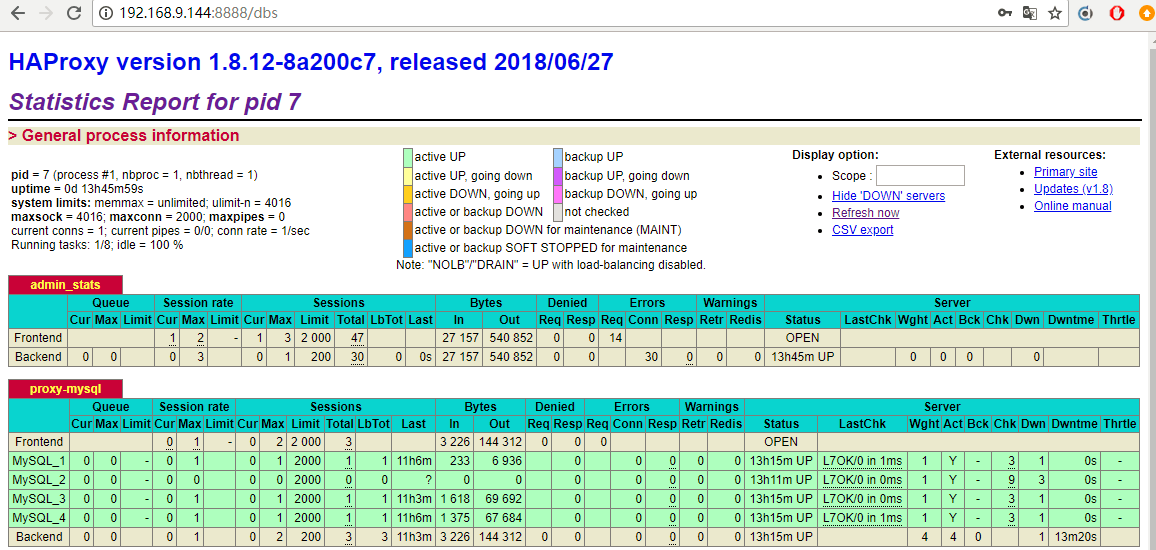 192.168.9.144:8888/dbs
HAProxy version 1.8.12-8a200c7, released 2018/06/27
Statistics Report for pid 7
> General process information
pid = 7 (process #1, nbproc = 1, nbthread = 1)
uptime = 0d 13h45m59s
system limits: memmax = unlimited; ulimit-n = 4016
maxsock = 4016; maxconn = 2000; maxpipes = 0
current conns = 1; current pipes = 0/0; conn rate = 1/sec
Running tasks: 1/8; idle = 100 %
active UP
backup UP
active UP, going down
backup UP, going down
active DOWN, going up
backup DOWN, going up
active or backup DOWN
not checked
active or backup DOWN for maintenance (MAINT)
active or backup SOFT STOPPED for maintenance
Note: "NOLB"/"DRAIN" = UP with load-balancing disabled.
Display option:
• Scope :
• Hide 'DOWN' servers
• Refresh now
• CSV export
External resources:
• Primary site
• Updates (v1.8)
• Online manual
admin_stats
Queue Session rate Sessions Bytes Denied Errors Warnings Server
Cur Max Limit Cur Max Limit Cur Max Limit Total LbTot Last In Out Req Resp Req Conn Resp Retr Redis Status LastChk Wght Act Bck Chk Dwn Dwntme Thrtle
Frontend 1 2 - 1 3 2 000 47 27 157 540 852 0 0 14 OPEN
Backend 0 0 0 3 0 1 200 30 0 0s 27 157 540 852 0 0 30 0 0 0 13h45m UP 0 0 0 0
proxy-mysql
Queue Session rate Sessions Bytes Denied Errors Warnings Server
Cur Max Limit Cur Max Limit Cur Max Limit Total LbTot Last In Out Req Resp Req Conn Resp Retr Redis Status LastChk Wght Act Bck Chk Dwn Dwntme Thrtle
Frontend 0 1 - 0 2 2 000 3 3 226 144 312 0 0 0 OPEN
MySQL_1 0 0 - 0 1 0 1 2000 1 1 11h6m 233 6 936 0 0 0 0 0 13h15m UP L7OK/0 in 1ms 1 Y - 3 1 0s -
MySQL_2 0 0 - 0 0 0 0 2000 0 0 ? 0 0 0 0 0 0 0 13h11m UP L7OK/0 in 0ms 1 Y - 9 3 0s -
MySQL_3 0 0 - 0 1 0 1 2000 1 1 11h3m 1 618 69 692 0 0 0 0 0 13h15m UP L7OK/0 in 0ms 1 Y - 3 1 0s -
MySQL_4 0 0 - 0 1 0 1 2000 1 1 11h6m 1 375 67 684 0 0 0 0 0 13h15m UP L7OK/0 in 1ms 1 Y - 3 1 0s -
Backend 0 0 0 1 0 2 200 3 3 11h3m 3 226 144 312 0 0 0 0 0 0 13h15m UP 4 4 0 1 13m20s